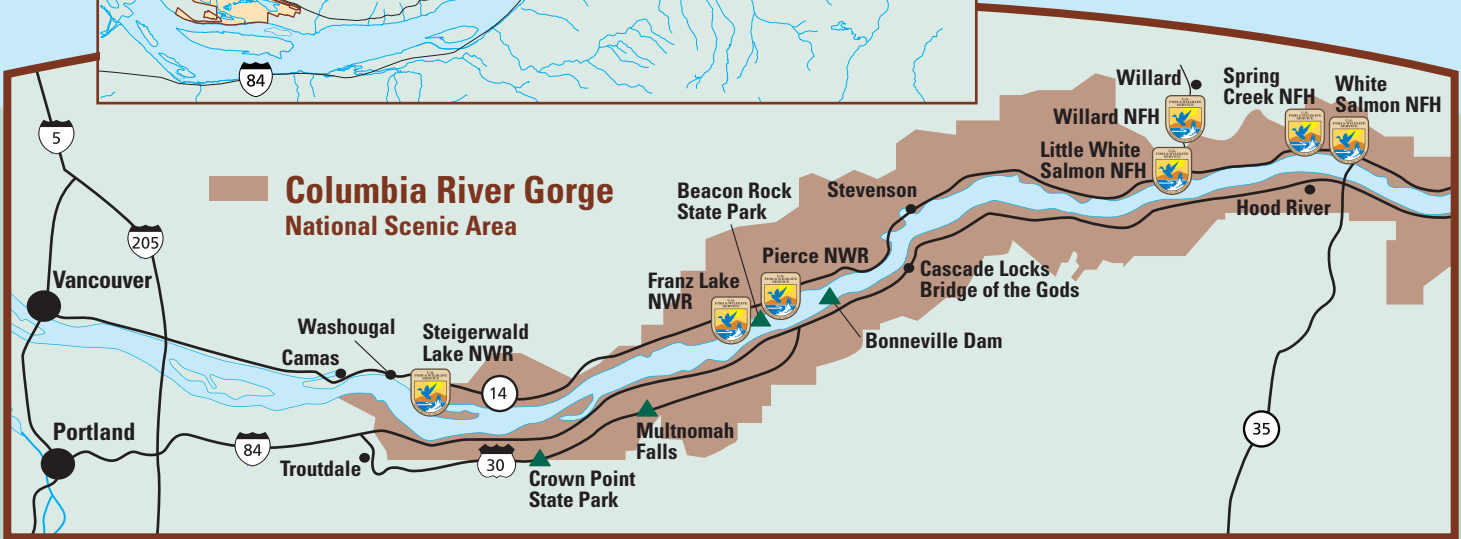 84
5
205
Columbia River Gorge
National Scenic Area
Vancouver
Portland
Camas
Washougal
Steigerwald
Lake NWR
14
84
Troutdale
30
Crown Point
State Park
Multnomah
Falls
Franz Lake
NWR
Beacon Rock
State Park
Pierce NWR
Stevenson
Cascade Locks
Bridge of the Gods
Bonneville Dam
Willard
Willard NFH
Little White
Salmon NFH
Spring
Creek NFH
White
Salmon NFH
Hood River
35